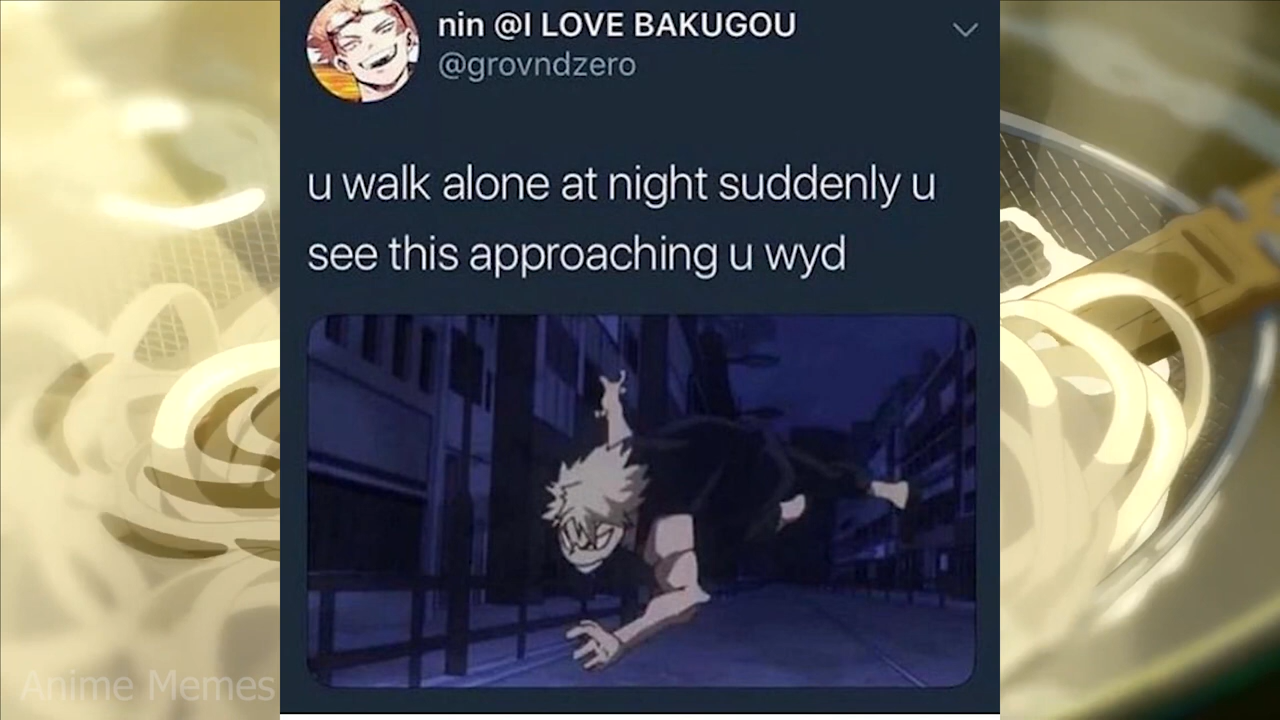 nin @I LOVE BAKUGOU
@grovndzero
u walk alone at night suddenly u
see this approaching u wyd
Anime Memes